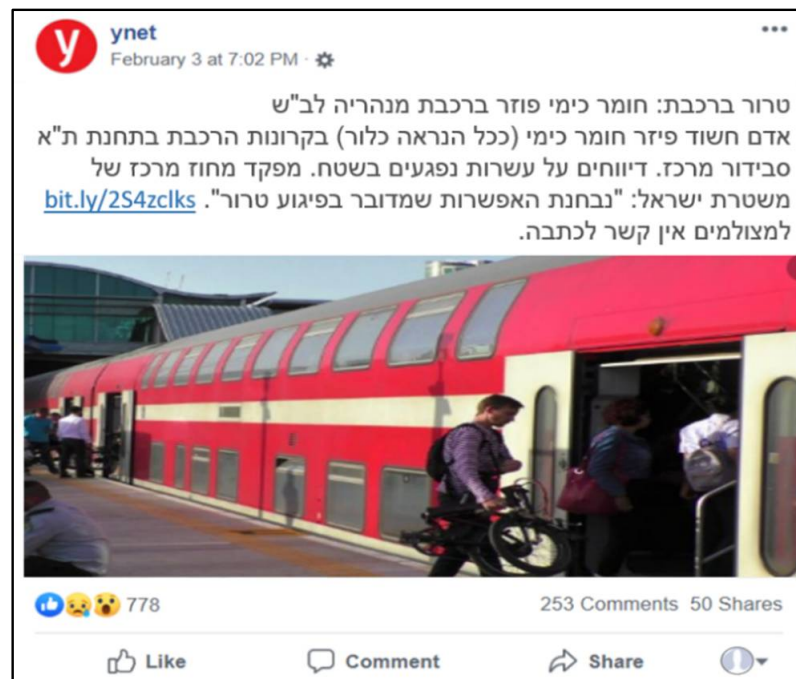 ynet
February 3 at 7:02 PM
טרור ברכבת: חומר כימי פוזר ברכבת מנהריה לב"ש
אדם חשוד פיזר חומר כימי (ככל הנראה כלור) בקרונות הרכבת בתחנת ת"א
סבידור מרכז. דיווחים על עשרות נפגעים בשטח. מפקד מחוז מרכז של
משטרת ישראל: "נבחנת האפשרות שמדובר בפיגוע טרור". bit.ly/2S4zclks
למצולמים אין קשר לכתבה.
778 253 Comments 50 Shares
Like Comment Share